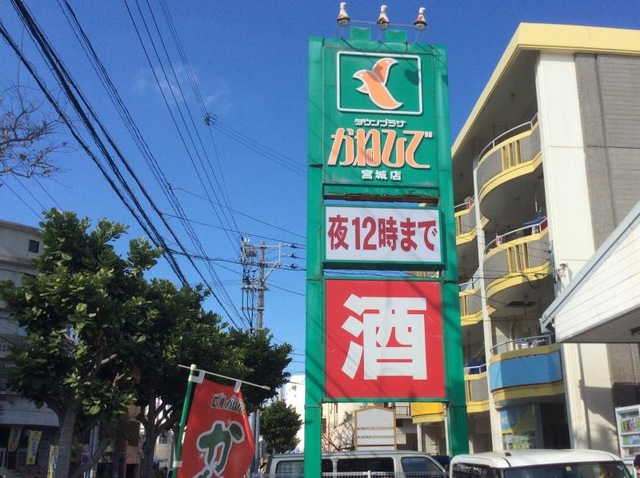 タウンプラザ
かねひで
宮城店
夜12時まで
酒
か